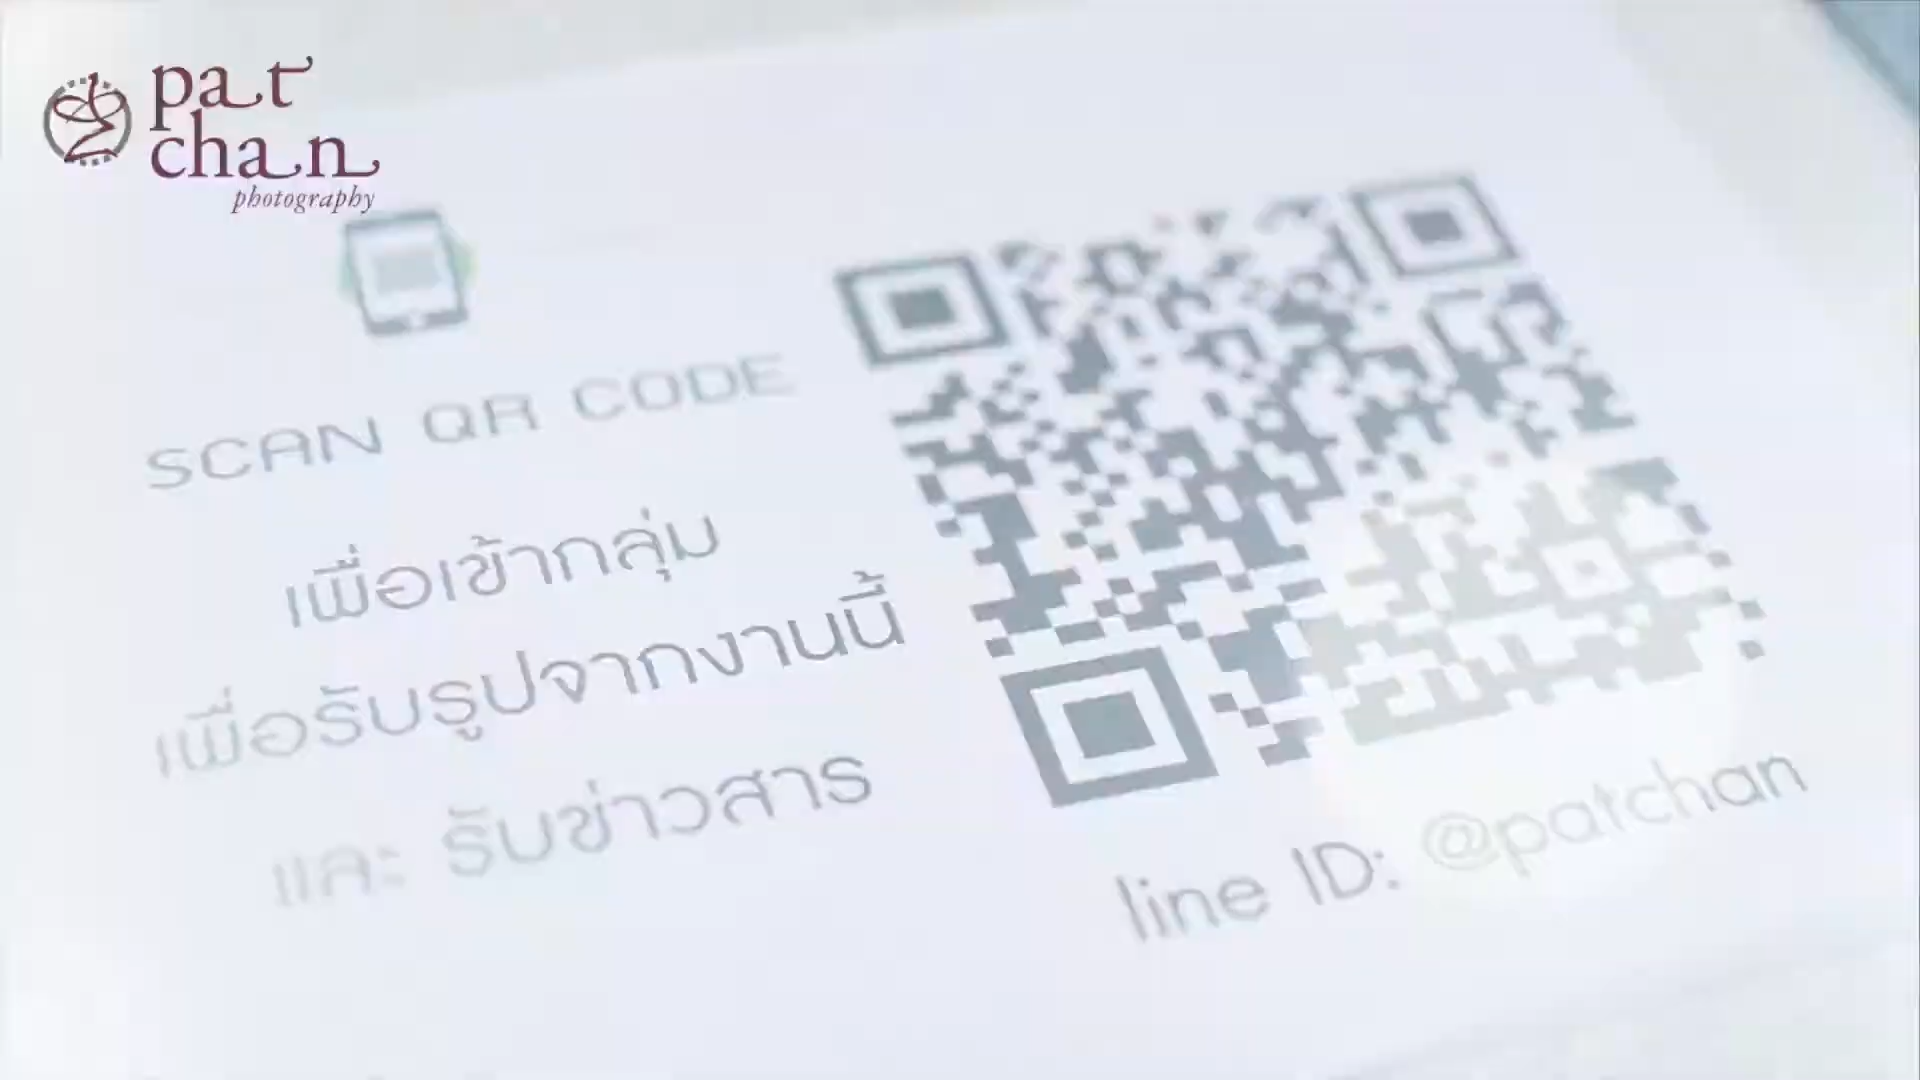 pat
chan
photography
SCAN QR CODE
เพื่อเข้ากลุ่ม
เพื่อรับรูปจากงานนี้
และ รับข่าวสาร
line ID: @patchan